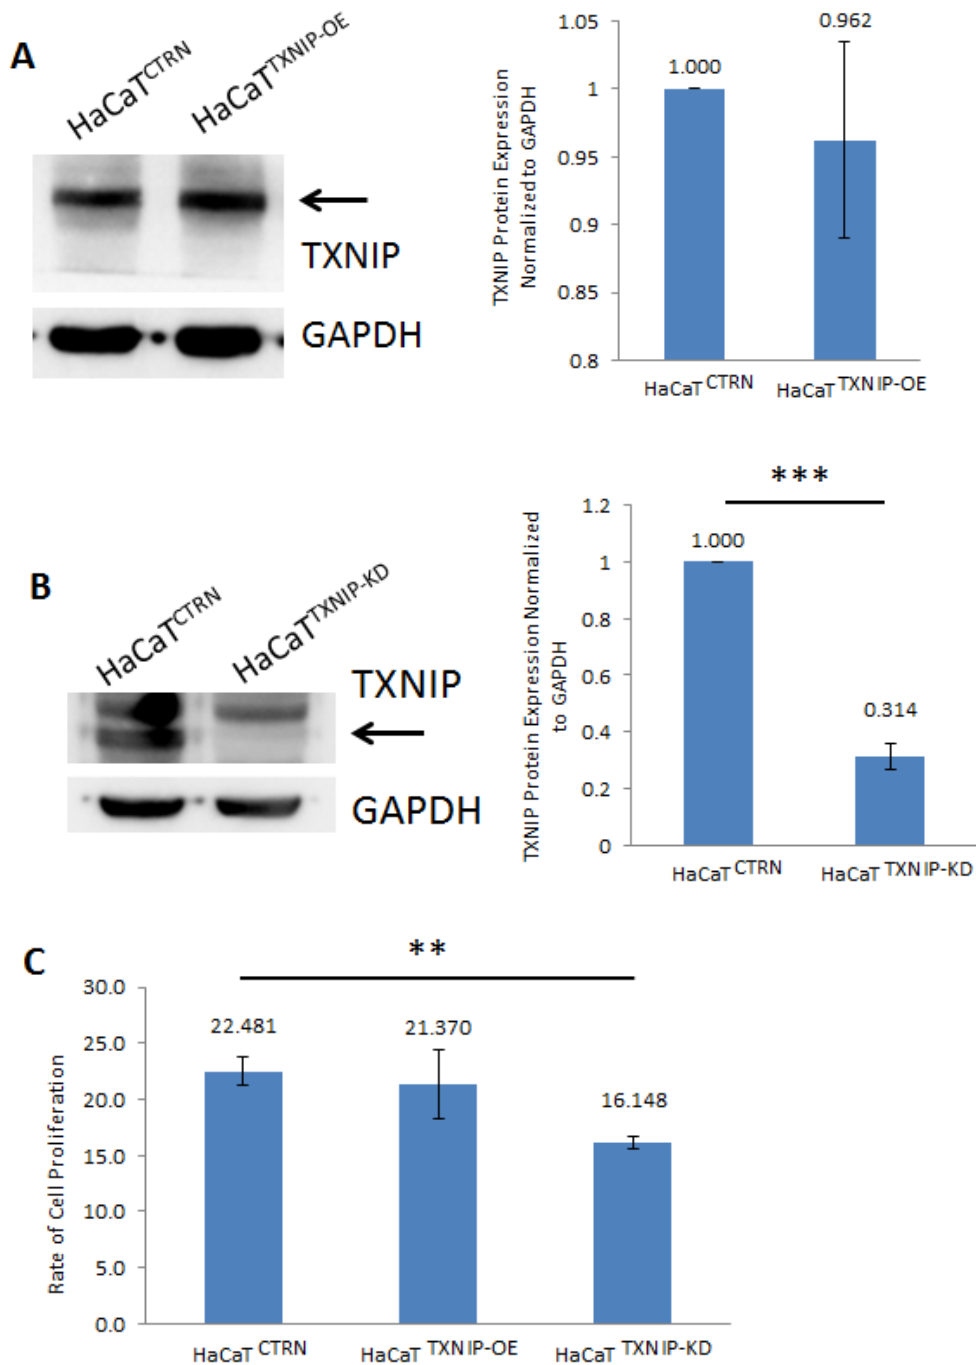 A
HaCaT^CTRN
HaCaT^TXNIP-OE
TXNIP
GAPDH
TXNIP Protein Expression
Normalized to GAPDH
1.05
1
0.95
0.9
0.85
0.8
1.000
0.962
HaCaT CTRN
HaCaT TXNIP-OE
B
HaCaT^CTRN
HaCaT^TXNIP-KD
TXNIP
GAPDH
TXNIP Protein Expression Normalized
to GAPDH
***
1.2
1
0.8
0.6
0.4
0.2
0
1.000
0.314
HaCaT CTRN
HaCaT TXNIP-KD
C
**
Rate of Cell Proliferation
30.0
25.0
20.0
15.0
10.0
5.0
0.0
22.481
21.370
16.148
HaCaT CTRN
HaCaT TXNIP-OE
HaCaT TXNIP-KD